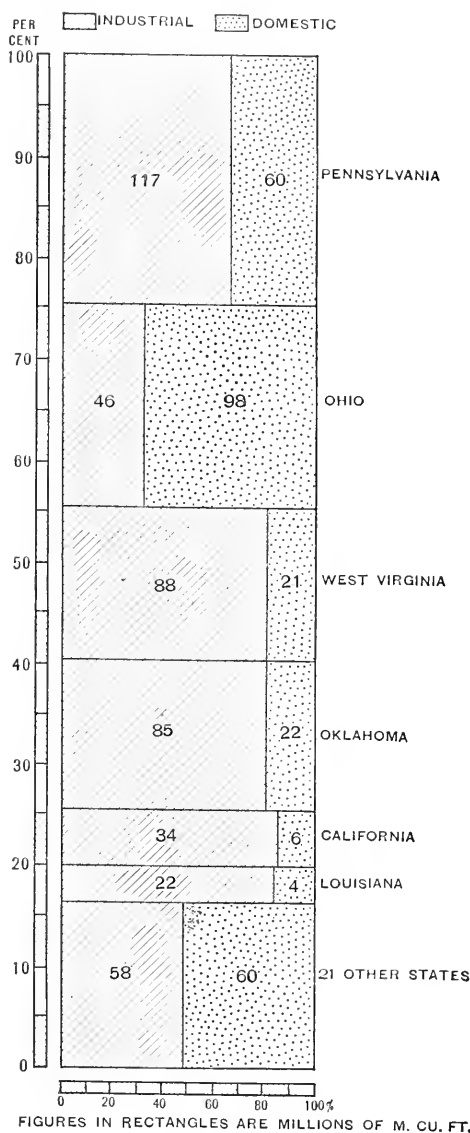 PER CENT
INDUSTRIAL DOMESTIC
100
90
80
70
60
50
40
30
20
10
0
117 60 PENNSYLVANIA
46 98 OHIO
88 21 WEST VIRGINIA
85 22 OKLAHOMA
34 6 CALIFORNIA
22 4 LOUISIANA
58 60 21 OTHER STATES
0 20 40 60 80 100%
FIGURES IN RECTANGLES ARE MILLIONS OF M. CU. FT.